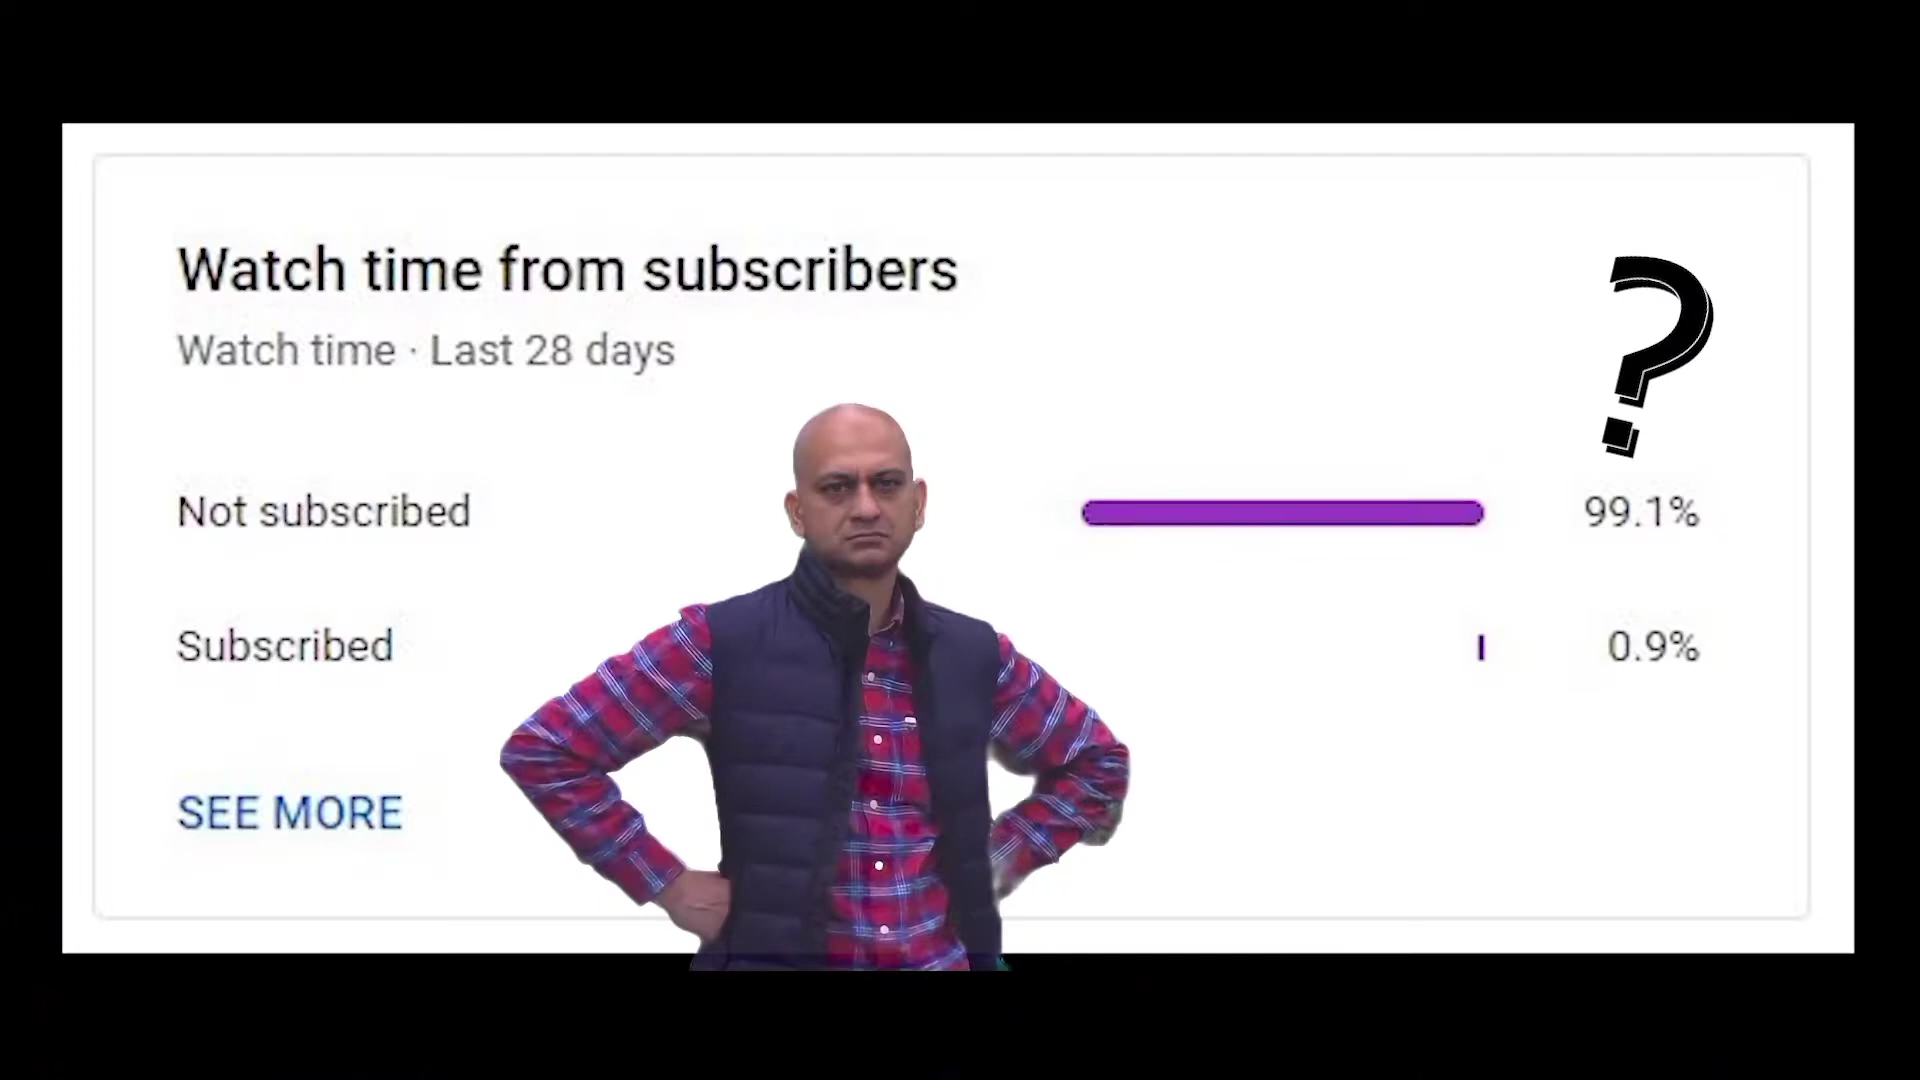 Watch time from subscribers
Watch time · Last 28 days
?
Not subscribed 99.1%
Subscribed 0.9%
SEE MORE